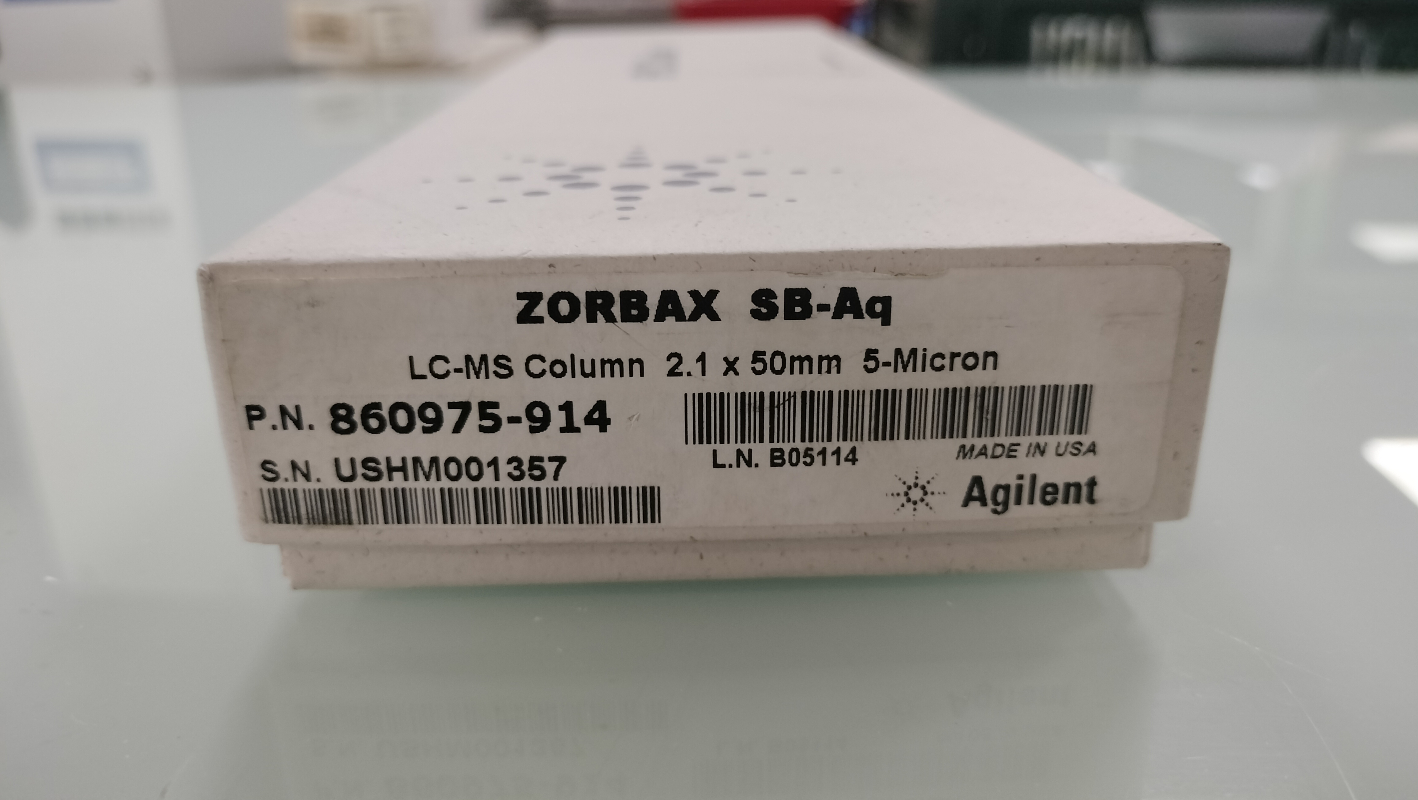 ZORBAX SB-Aq
LC-MS Column 2.1 x 50mm 5-Micron
P.N. 860975-914
L.N. B05114
MADE IN USA
S.N. USHM001357
Agilent